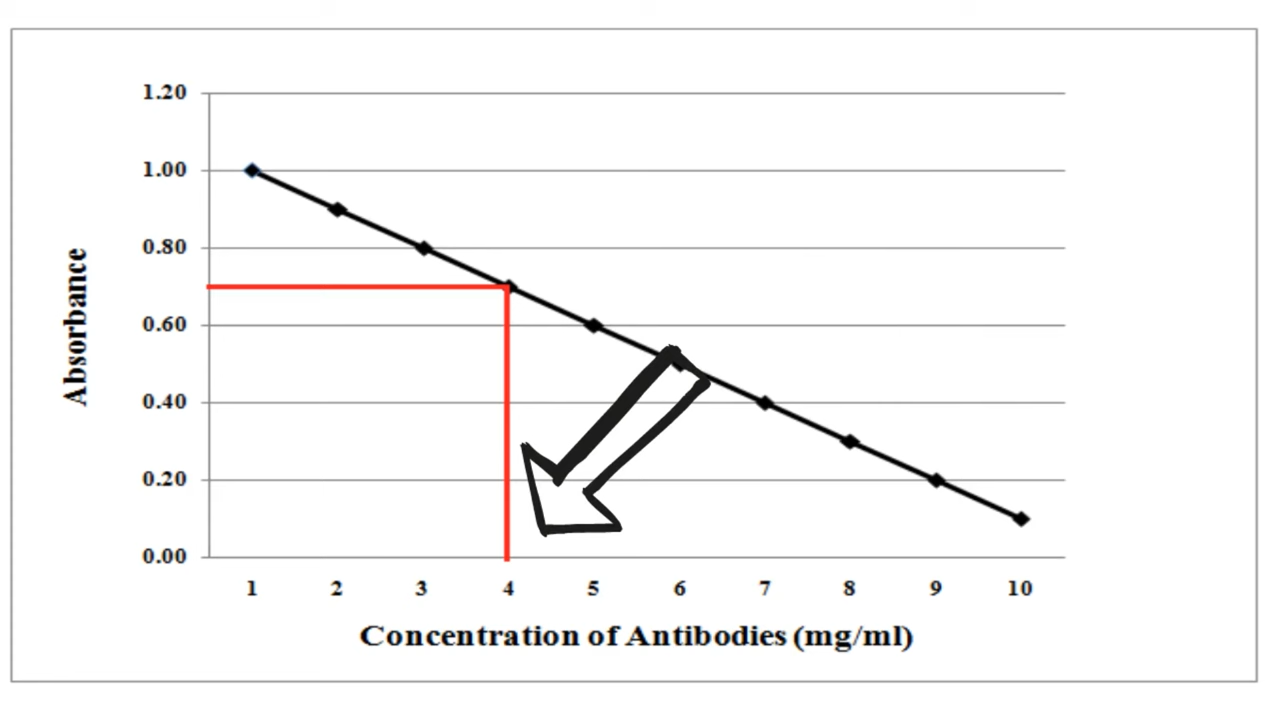 1.20
1.00
0.80
0.60
0.40
0.20
0.00
Absorbance
1 2 3 4 5 6 7 8 9 10
Concentration of Antibodies (mg/ml)